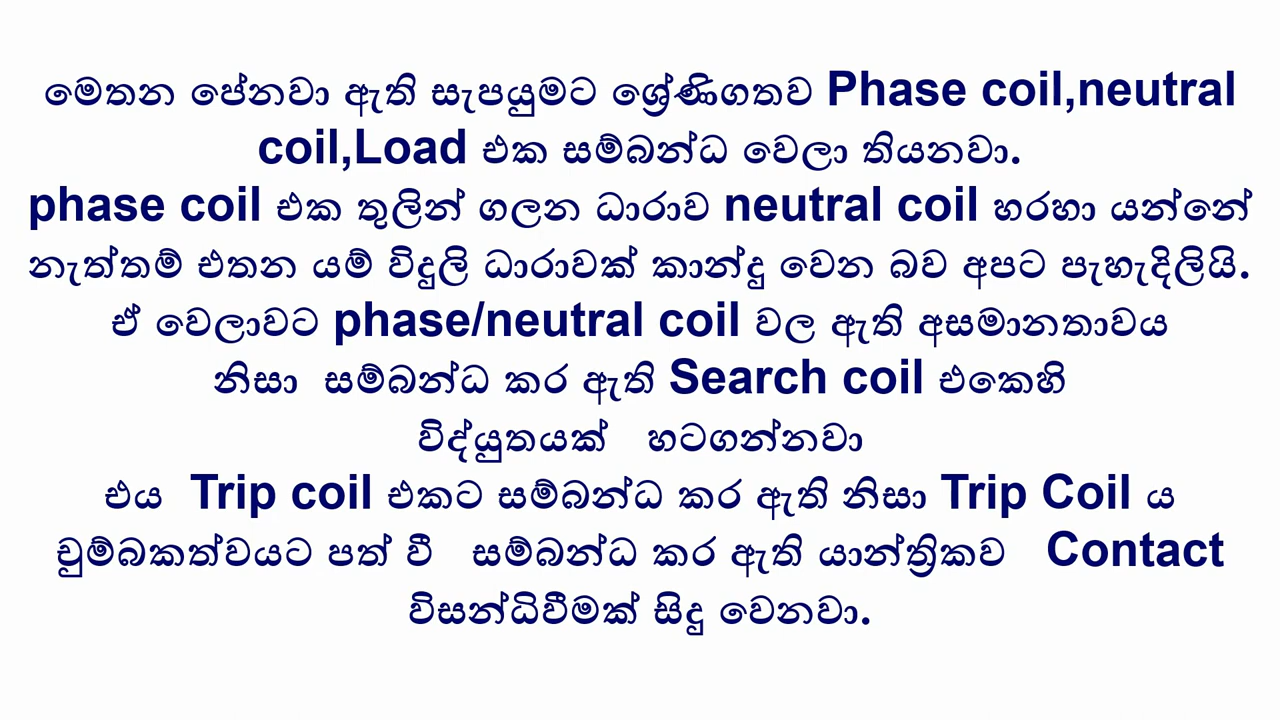 මෙතන පේනවා ඇති සැපයුමට ශ්‍රේණිගතව Phase coil,neutral
coil,Load එක සම්බන්ධ වෙලා තියනවා.
phase coil එක තුලින් ගලන ධාරාව neutral coil හරහා යන්නේ
නැත්තම් එතන යම් විදුලි ධාරාවක් කාන්දු වෙන බව අපට පැහැදිලියි.
ඒ වෙලාවට phase/neutral coil වල ඇති අසමානතාවය
නිසා සම්බන්ධ කර ඇති Search coil එකෙහි
විද්යුතයක් හටගන්නවා
එය Trip coil එකට සම්බන්ධ කර ඇති නිසා Trip Coil ය
චුම්බකත්වයට පත් වී සම්බන්ධ කර ඇති යාන්ත්‍රිකව Contact
විසන්ධිවීමක් සිදු වෙනවා.